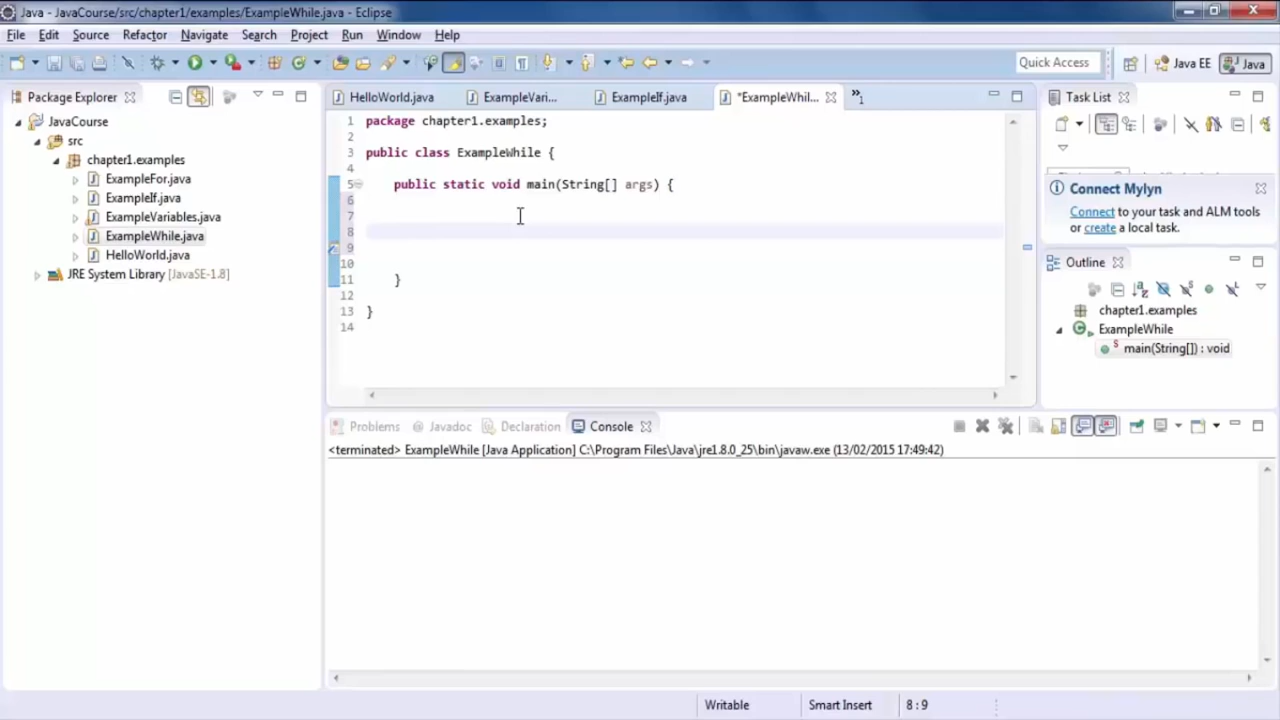 Java - JavaCourse/src/chapter1/examples/ExampleWhile.java - Eclipse
File Edit Source Refactor Navigate Search Project Run Window Help
Quick Access Java EE Java
Package Explorer
JavaCourse
src
chapter1.examples
ExampleFor.java
ExampleIf.java
ExampleVariables.java
ExampleWhile.java
HelloWorld.java
JRE System Library [JavaSE-1.8]
HelloWorld.java ExampleVari... ExampleIf.java *ExampleWhil... »1
1 package chapter1.examples;
2
3 public class ExampleWhile {
4
5 public static void main(String[] args) {
6
7
8
9
10
11 }
12
13 }
14
Task List
Connect Mylyn
Connect to your task and ALM tools
or create a local task.
Outline
chapter1.examples
ExampleWhile
main(String[]) : void
Problems @ Javadoc Declaration Console
<terminated> ExampleWhile [Java Application] C:\Program Files\Java\jre1.8.0_25\bin\javaw.exe (13/02/2015 17:49:42)
Writable Smart Insert 8 : 9